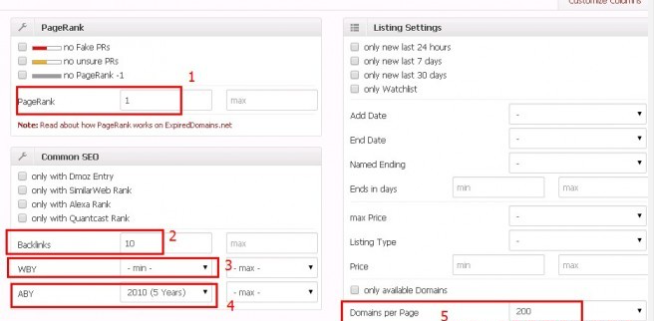 Customize Columns
PageRank
no Fake PRs
no unsure PRs
no PageRank -1
1
PageRank 1 max
Note: Read about how PageRank works on ExpiredDomains.net
Common SEO
only with Dmoz Entry
only with SimilarWeb Rank
only with Alexa Rank
only with Quantcast Rank
Backlinks 10 max
2
WBY - min - - max -
3
ABY 2010 (5 Years) - max -
4
Listing Settings
only new last 24 hours
only new last 7 days
only new last 30 days
only Watchlist
Add Date -
End Date -
Named Ending -
Ends in days min max
max Price -
Listing Type -
Price min max
only available Domains
Domains per Page 200
5